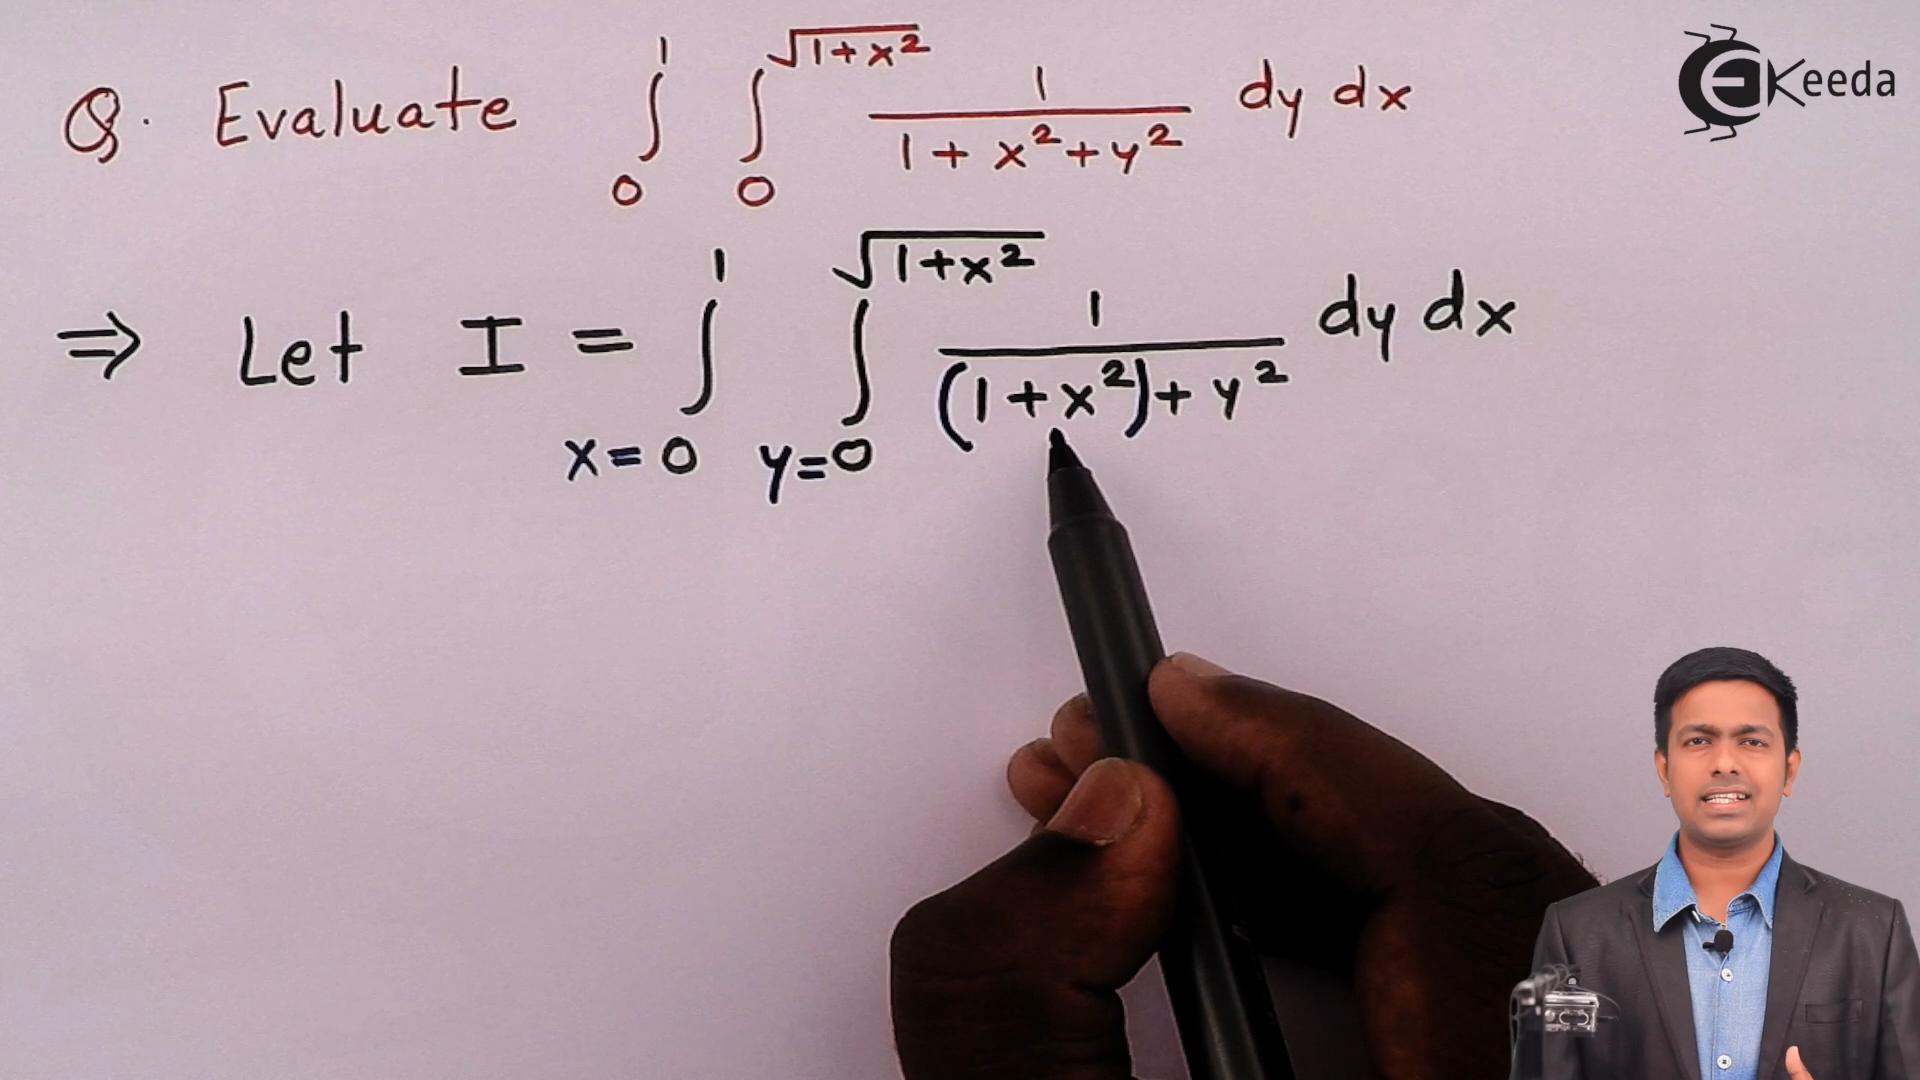 Q. Evaluate ∫₀¹ ∫₀^√(1+x²) 1/(1+x²+y²) dy dx
EKeeda
⇒ Let I = ∫_{x=0}^{1} ∫_{y=0}^{√(1+x²)} 1/((1+x²)+y²) dy dx